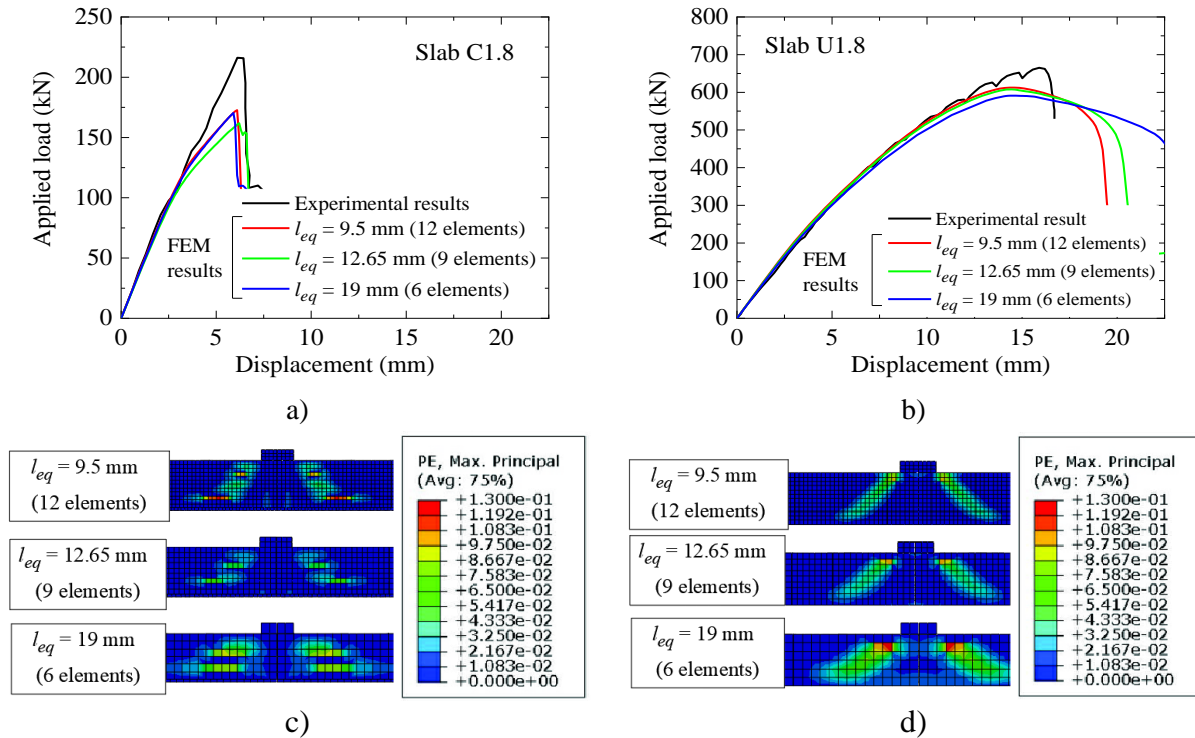 Slab C1.8
Applied load (kN)
250
200
150
100
50
0
0 5 10 15 20
Displacement (mm)
Experimental results
FEM results
l_eq = 9.5 mm (12 elements)
l_eq = 12.65 mm (9 elements)
l_eq = 19 mm (6 elements)
a)
Slab U1.8
Applied load (kN)
800
700
600
500
400
300
200
100
0
0 5 10 15 20
Displacement (mm)
Experimental result
FEM results
l_eq = 9.5 mm (12 elements)
l_eq = 12.65 mm (9 elements)
l_eq = 19 mm (6 elements)
b)
l_eq = 9.5 mm
(12 elements)
l_eq = 12.65 mm
(9 elements)
l_eq = 19 mm
(6 elements)
PE, Max. Principal
(Avg: 75%)
+1.300e-01
+1.192e-01
+1.083e-01
+9.750e-02
+8.667e-02
+7.583e-02
+6.500e-02
+5.417e-02
+4.333e-02
+3.250e-02
+2.167e-02
+1.083e-02
+0.000e+00
c)
l_eq = 9.5 mm
(12 elements)
l_eq = 12.65 mm
(9 elements)
l_eq = 19 mm
(6 elements)
PE, Max. Principal
(Avg: 75%)
+1.300e-01
+1.192e-01
+1.083e-01
+9.750e-02
+8.667e-02
+7.583e-02
+6.500e-02
+5.417e-02
+4.333e-02
+3.250e-02
+2.167e-02
+1.083e-02
+0.000e+00
d)